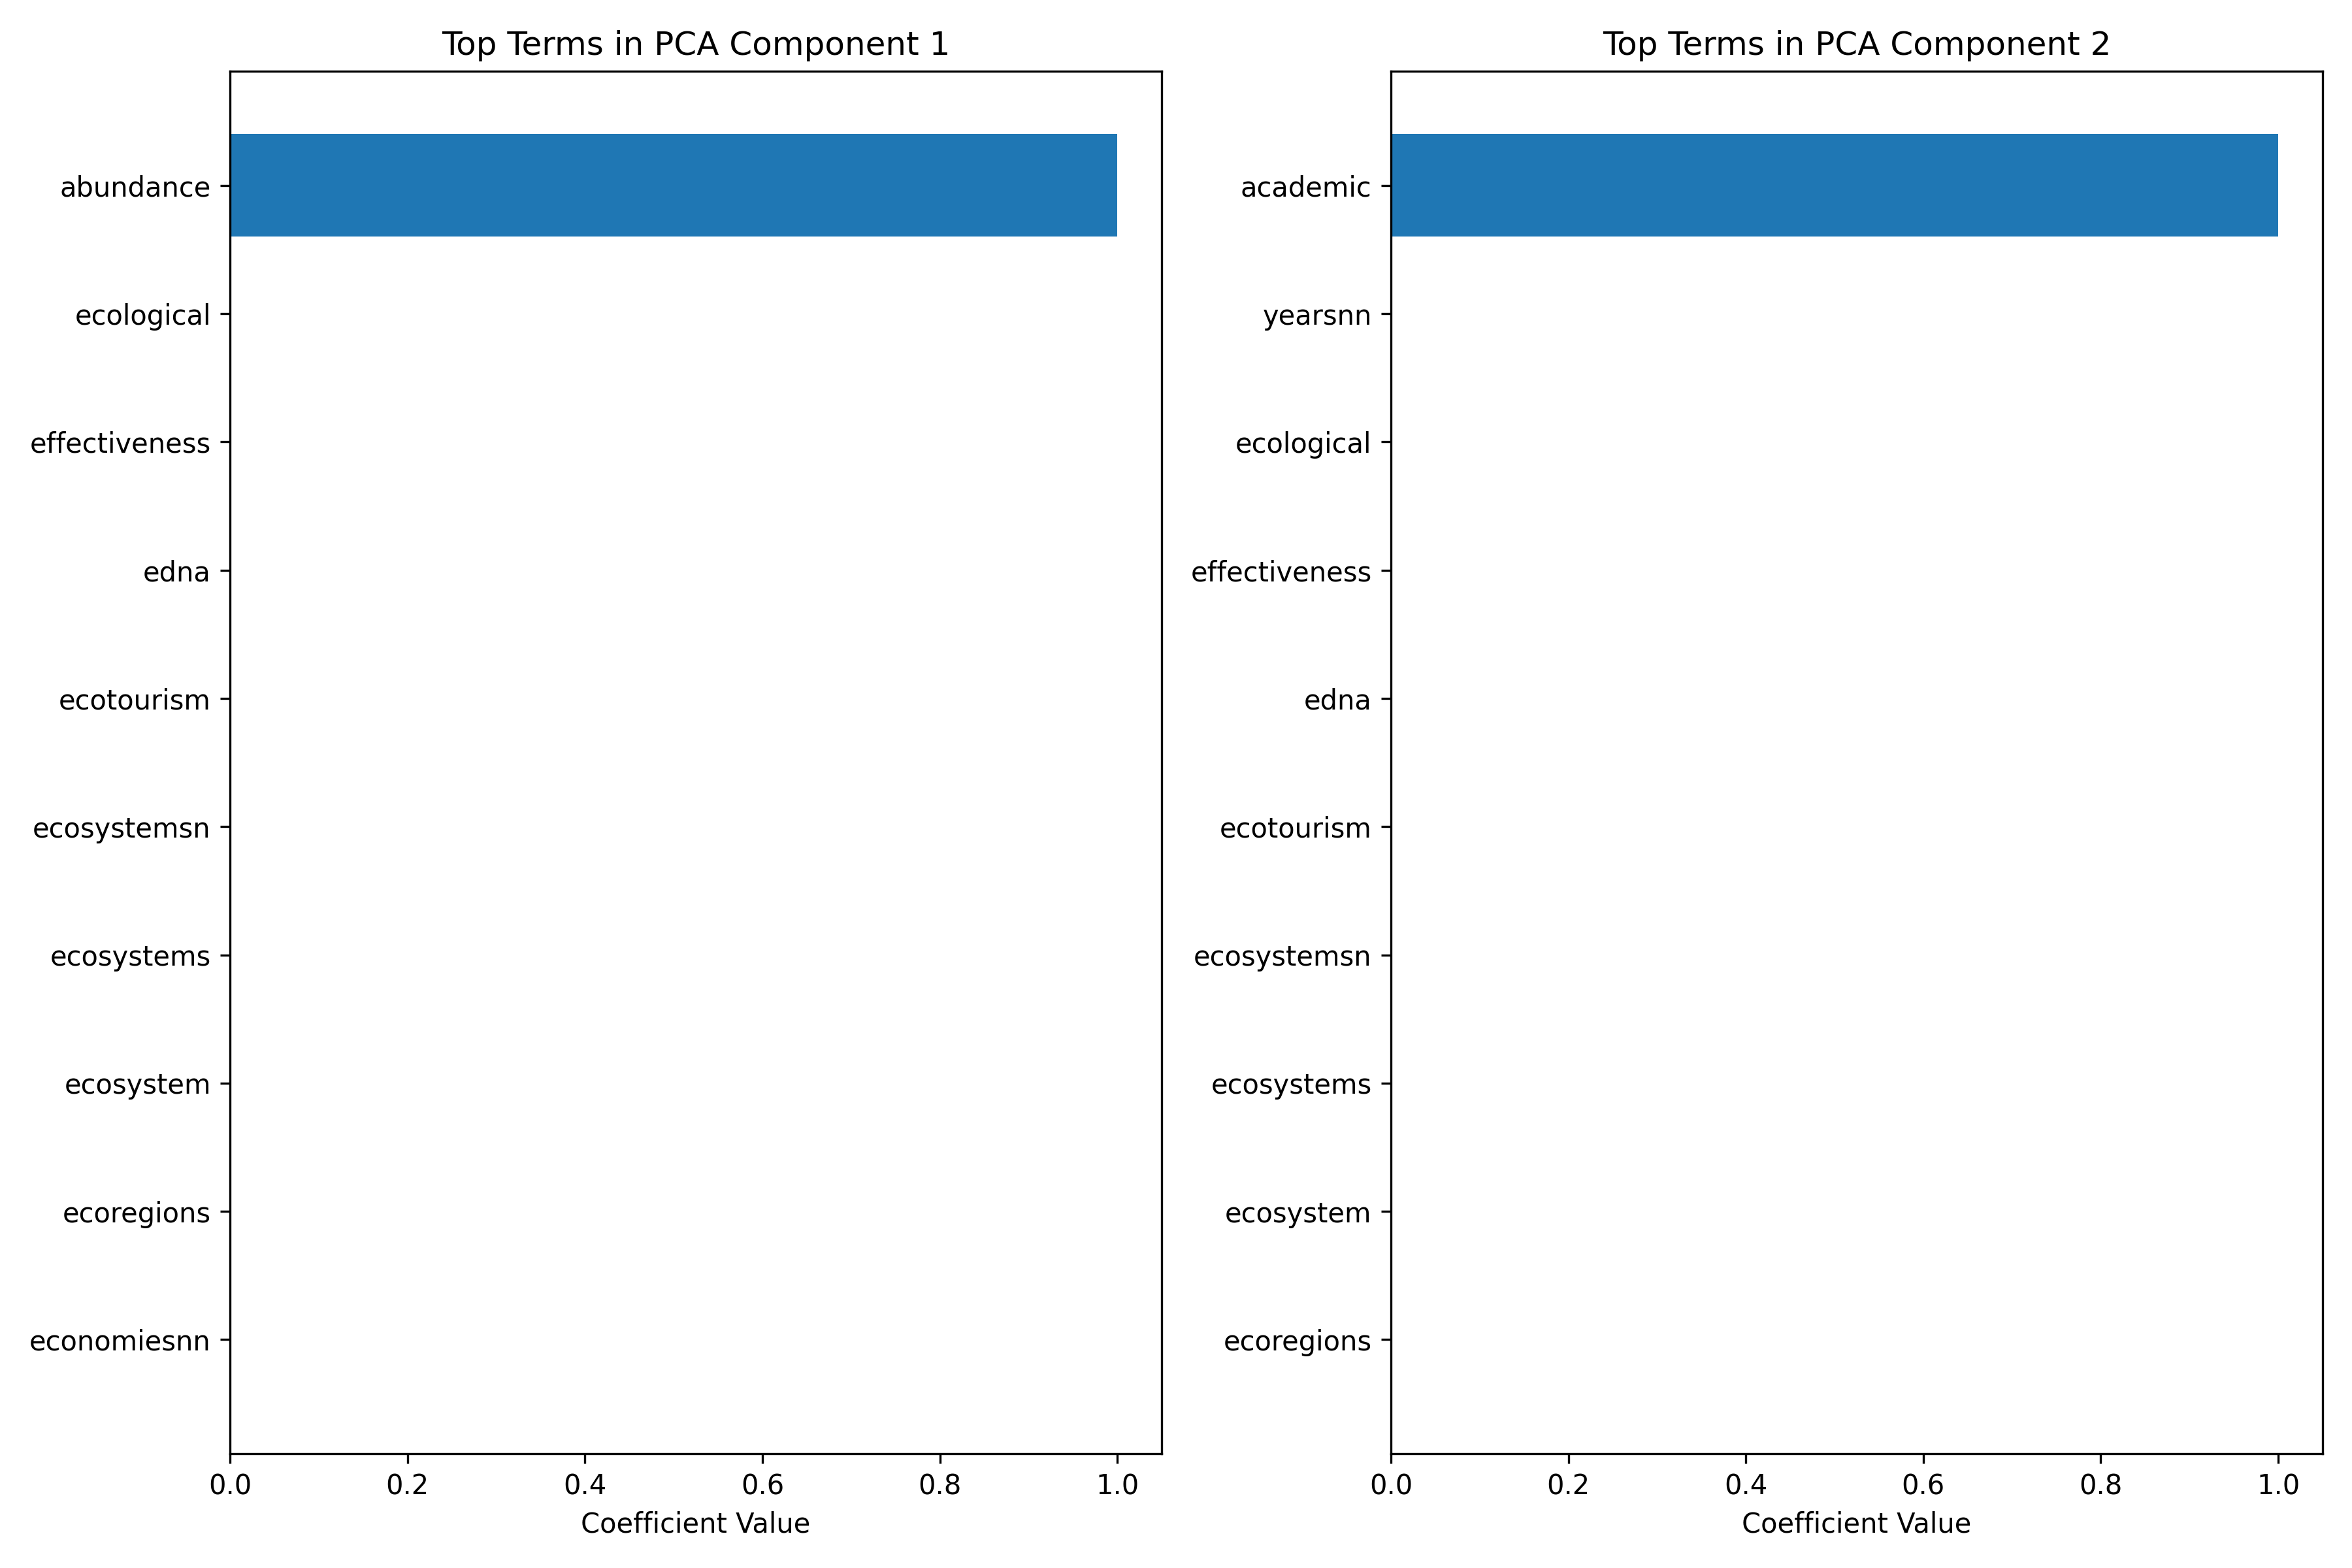 Top Terms in PCA Component 1
abundance
ecological
effectiveness
edna
ecotourism
ecosystemsn
ecosystems
ecosystem
ecoregions
economiesnn
0.0 0.2 0.4 0.6 0.8 1.0
Coefficient Value
Top Terms in PCA Component 2
academic
yearsnn
ecological
effectiveness
edna
ecotourism
ecosystemsn
ecosystems
ecosystem
ecoregions
0.0 0.2 0.4 0.6 0.8 1.0
Coefficient Value